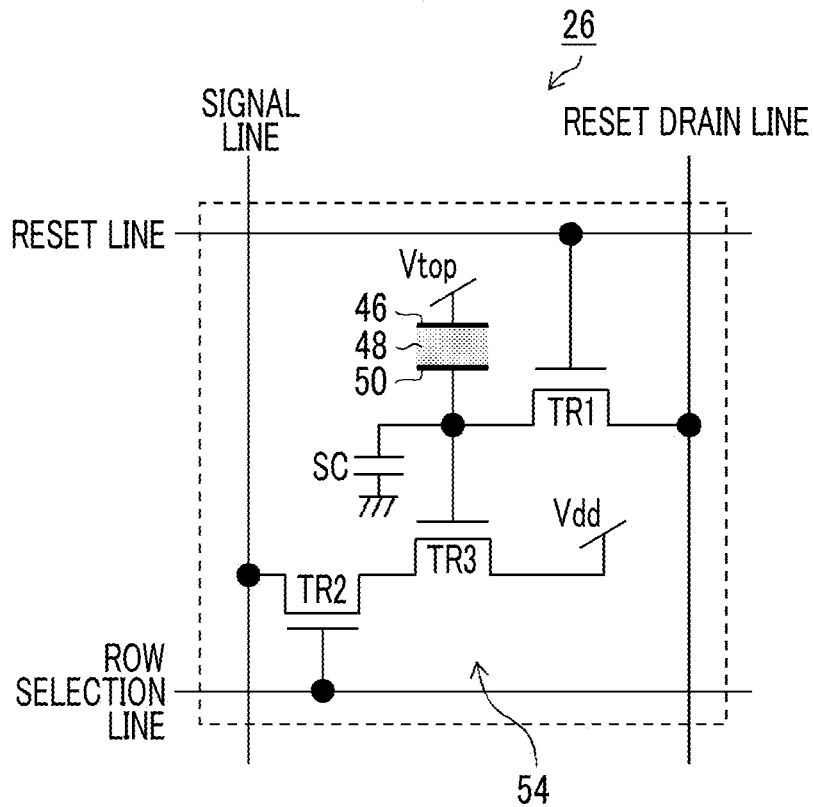 26
SIGNAL
LINE
RESET DRAIN LINE
RESET LINE
Vtop
46
48
50
TR1
SC
Vdd
TR3
TR2
ROW
SELECTION
LINE
54